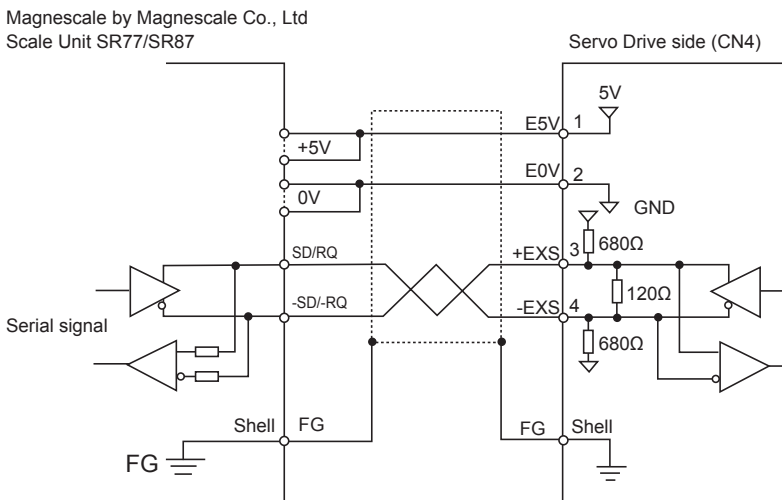 Magnescale by Magnescale Co., Ltd
Scale Unit SR77/SR87
Servo Drive side (CN4)
5V
E5V 1
+5V
E0V 2
0V
GND
SD/RQ
+EXS 3
680Ω
120Ω
-SD/-RQ
-EXS 4
Serial signal
680Ω
Shell FG
FG Shell
FG